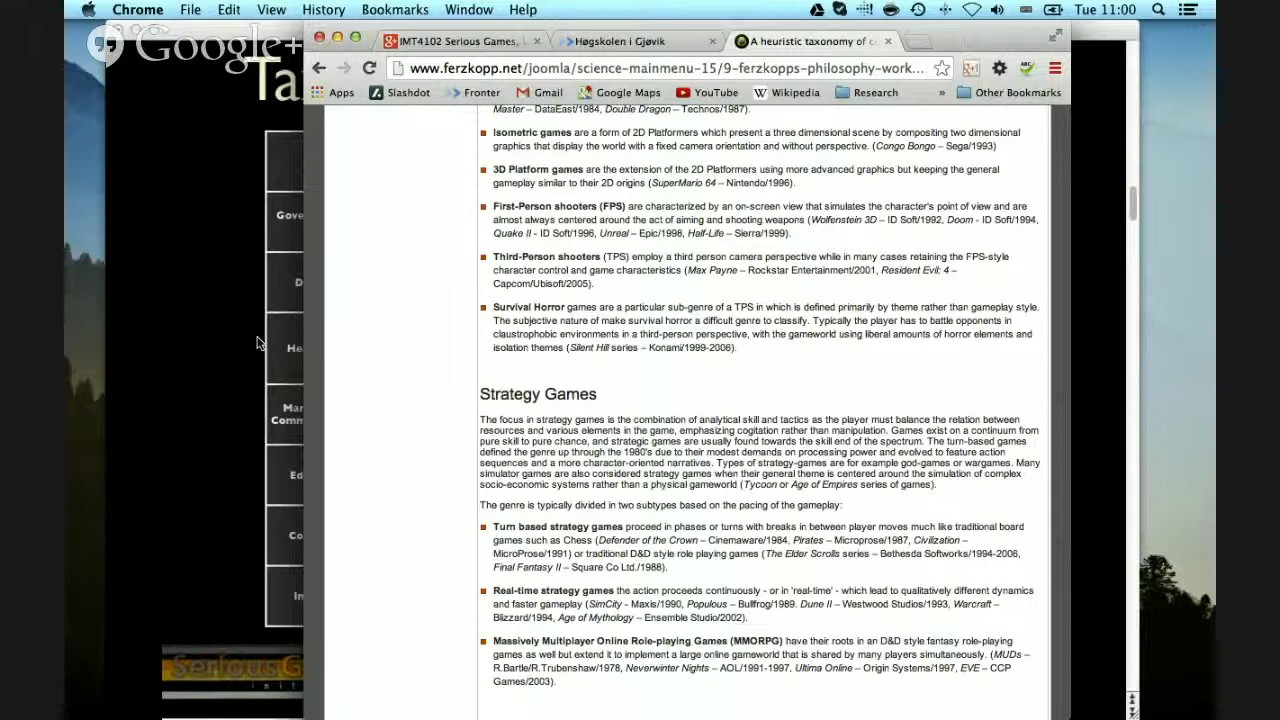 Chrome File Edit View History Bookmarks Window Help Tue 11:00
Google+
IMT4102 Serious Games, L
Høgskolen i Gjøvik
A heuristic taxonomy of c
www.ferzkopp.net/joomla/science-mainmenu-15/9-ferzkopps-philosophy-work...
Apps Slashdot Fronter Gmail Google Maps YouTube Wikipedia Research » Other Bookmarks
Ta
Gove
D
He
Mar
Comm
Ed
Co
In
Serious G
i n i t
Master – DataEast/1984, Double Dragon – Technos/1987).
Isometric games are a form of 2D Platformers which present a three dimensional scene by compositing two dimensional
graphics that display the world with a fixed camera orientation and without perspective. (Congo Bongo – Sega/1993)
3D Platform games are the extension of the 2D Platformers using more advanced graphics but keeping the general
gameplay similar to their 2D origins (SuperMario 64 – Nintendo/1996).
First-Person shooters (FPS) are characterized by an on-screen view that simulates the character's point of view and are
almost always centered around the act of aiming and shooting weapons (Wolfenstein 3D – ID Soft/1992, Doom - ID Soft/1994,
Quake II - ID Soft/1996, Unreal – Epic/1998, Half-Life – Sierra/1999).
Third-Person shooters (TPS) employ a third person camera perspective while in many cases retaining the FPS-style
character control and game characteristics (Max Payne – Rockstar Entertainment/2001, Resident Evil: 4 –
Capcom/Ubisoft/2005).
Survival Horror games are a particular sub-genre of a TPS in which is defined primarily by theme rather than gameplay style.
The subjective nature of make survival horror a difficult genre to classify. Typically the player has to battle opponents in
claustrophobic environments in a third-person perspective, with the gameworld using liberal amounts of horror elements and
isolation themes (Silent Hill series – Konami/1999-2006).
Strategy Games
The focus in strategy games is the combination of analytical skill and tactics as the player must balance the relation between
resources and various elements in the game, emphasizing cogitation rather than manipulation. Games exist on a continuum from
pure skill to pure chance, and strategic games are usually found towards the skill end of the spectrum. The turn-based games
defined the genre up through the 1980's due to their modest demands on processing power and evolved to feature action
sequences and a more character-oriented narratives. Types of strategy-games are for example god-games or wargames. Many
simulator games are also considered strategy games when their general theme is centered around the simulation of complex
socio-economic systems rather than a physical gameworld (Tycoon or Age of Empires series of games).
The genre is typically divided in two subtypes based on the pacing of the gameplay:
Turn based strategy games proceed in phases or turns with breaks in between player moves much like traditional board
games such as Chess (Defender of the Crown – Cinemaware/1984, Pirates – Microprose/1987, Civilization –
MicroProse/1991) or traditional D&D style role playing games (The Elder Scrolls series – Bethesda Softworks/1994-2006,
Final Fantasy II – Square Co Ltd./1988).
Real-time strategy games the action proceeds continuously - or in 'real-time' - which lead to qualitatively different dynamics
and faster gameplay (SimCity - Maxis/1990, Populous – Bullfrog/1989. Dune II – Westwood Studios/1993, Warcraft –
Blizzard/1994, Age of Mythology – Ensemble Studio/2002).
Massively Multiplayer Online Role-playing Games (MMORPG) have their roots in an D&D style fantasy role-playing
games as well but extend it to implement a large online gameworld that is shared by many players simultaneously. (MUDs –
R.Bartle/R.Trubenshaw/1978, Neverwinter Nights – AOL/1991-1997, Ultima Online – Origin Systems/1997, EVE – CCP
Games/2003).